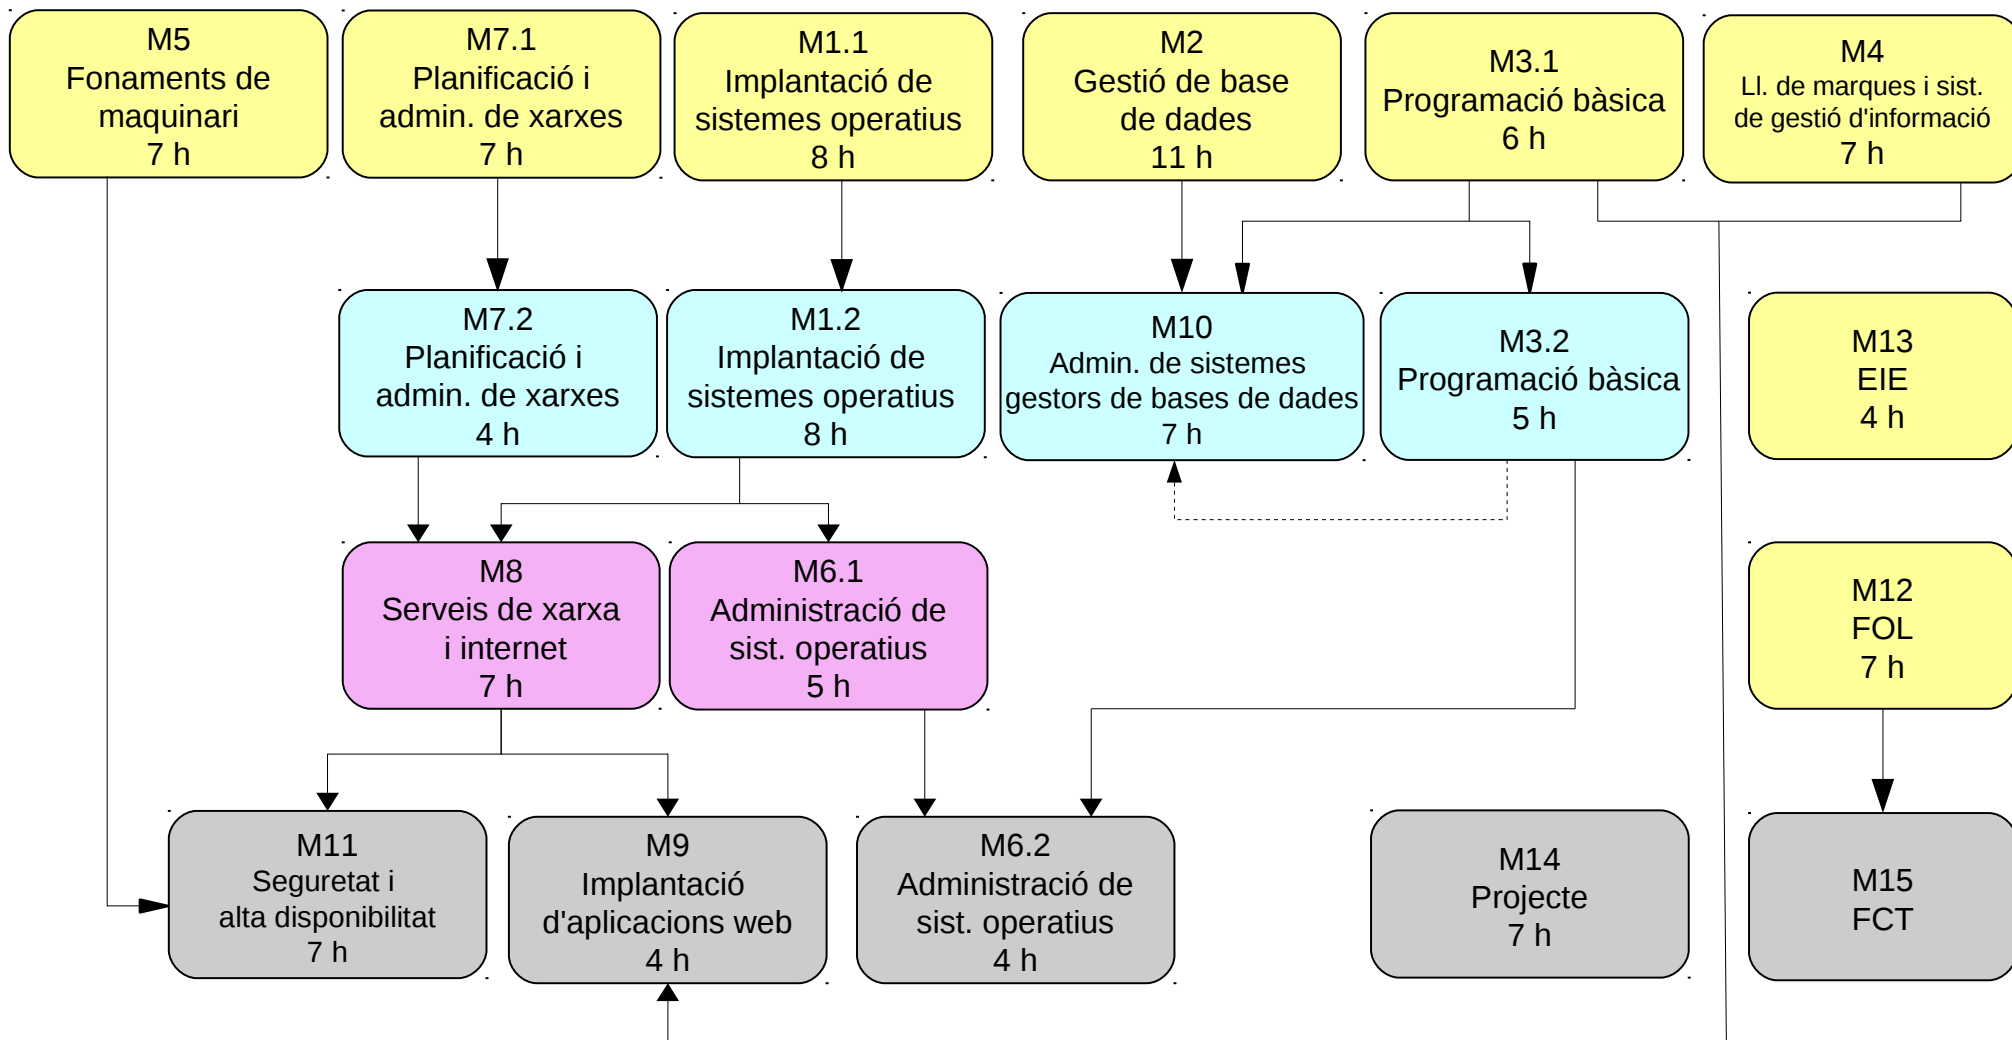 M5
Fonaments de
maquinari
7 h
M7.1
Planificació i
admin. de xarxes
7 h
M1.1
Implantació de
sistemes operatius
8 h
M2
Gestió de base
de dades
11 h
M3.1
Programació bàsica
6 h
M4
Ll. de marques i sist.
de gestió d'informació
7 h
M7.2
Planificació i
admin. de xarxes
4 h
M1.2
Implantació de
sistemes operatius
8 h
M10
Admin. de sistemes
gestors de bases de dades
7 h
M3.2
Programació bàsica
5 h
M13
EIE
4 h
M8
Serveis de xarxa
i internet
7 h
M6.1
Administració de
sist. operatius
5 h
M12
FOL
7 h
M11
Seguretat i
alta disponibilitat
7 h
M9
Implantació
d'aplicacions web
4 h
M6.2
Administració de
sist. operatius
4 h
M14
Projecte
7 h
M15
FCT